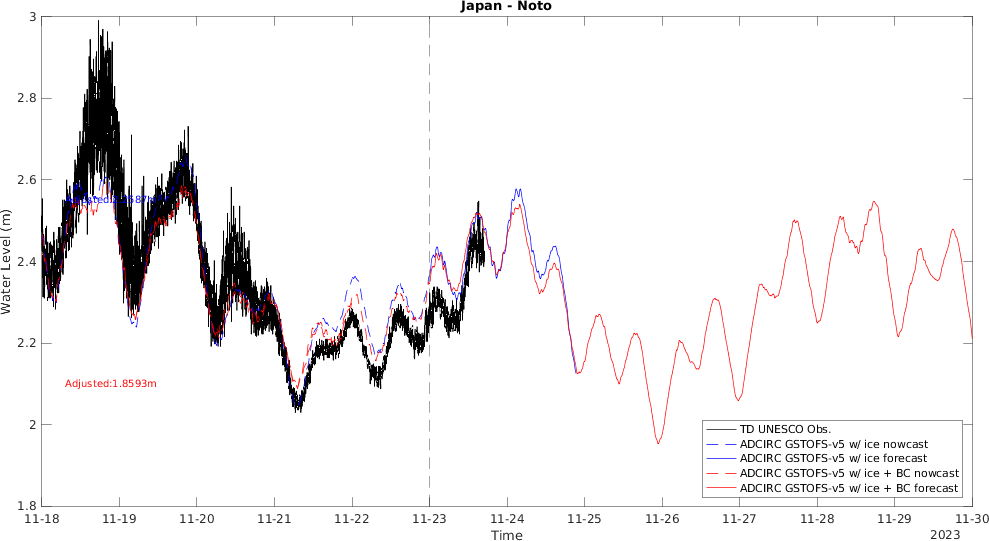 Japan - Noto
3
2.8
2.6
2.4
2.2
2
1.8
Water Level (m)
Adjusted:1.8593m
TD UNESCO Obs.
ADCIRC GSTOFS-v5 w/ ice nowcast
ADCIRC GSTOFS-v5 w/ ice forecast
ADCIRC GSTOFS-v5 w/ ice + BC nowcast
ADCIRC GSTOFS-v5 w/ ice + BC forecast
11-18 11-19 11-20 11-21 11-22 11-23 11-24 11-25 11-26 11-27 11-28 11-29 11-30
Time
2023